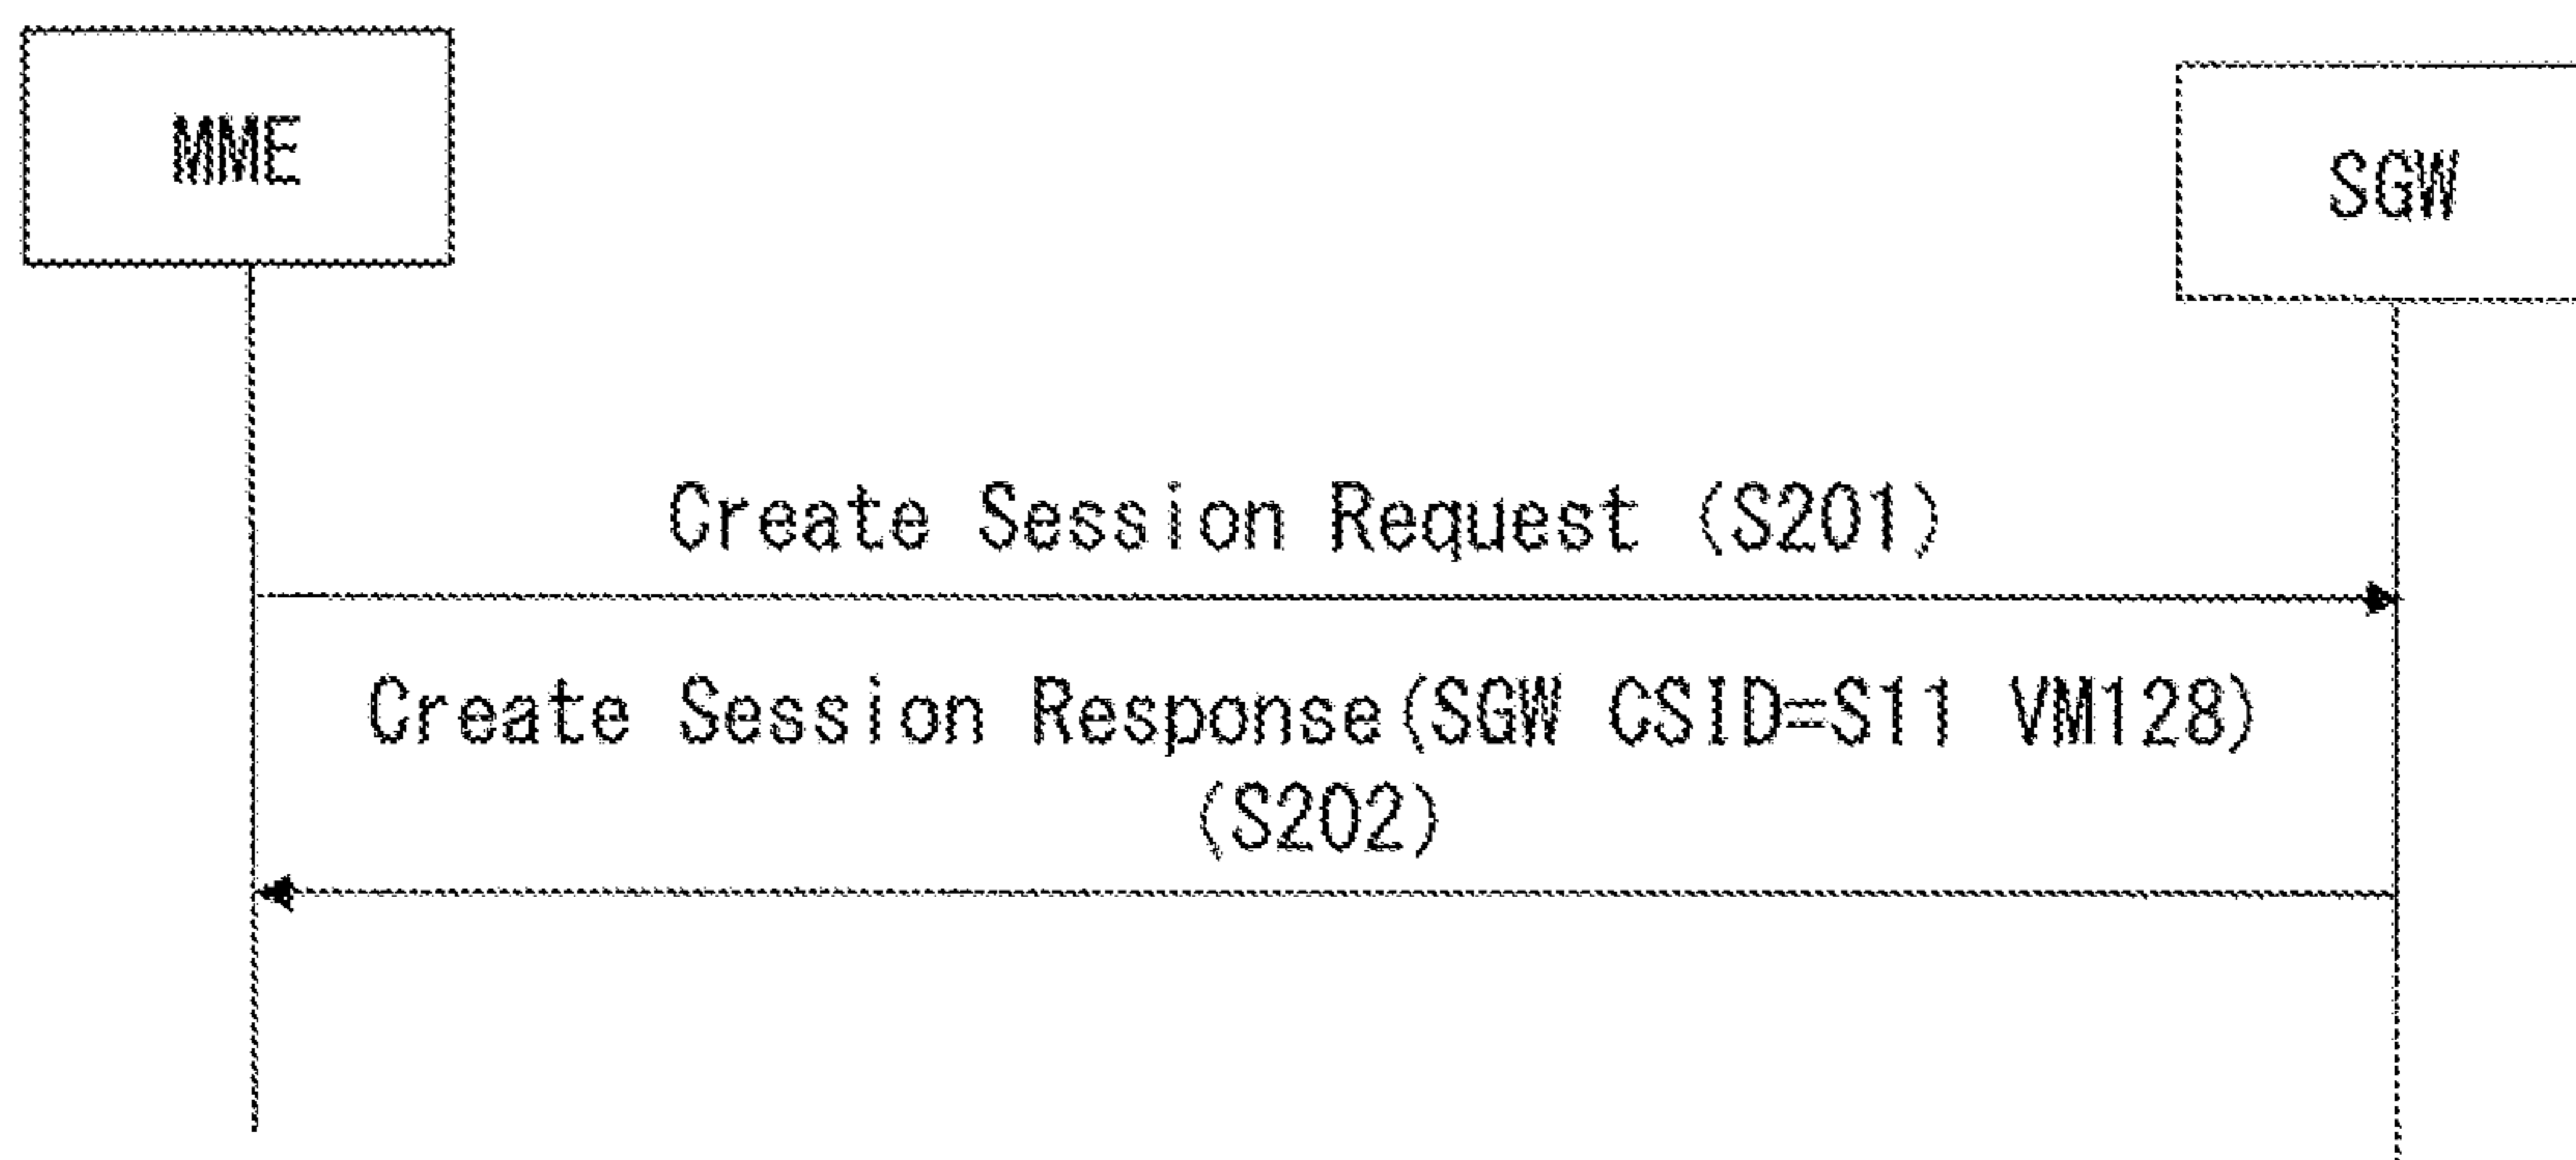 MME
SGW
Create Session Request (S201)
Create Session Response(SGW CSID=S11 VM128)
(S202)